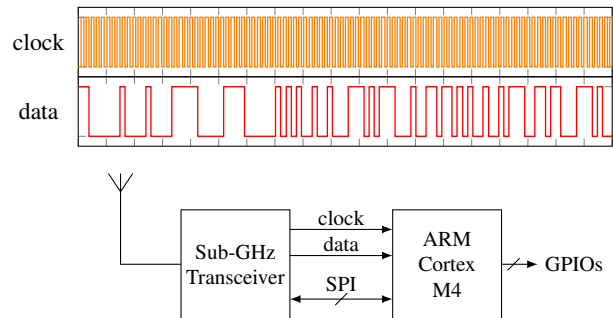 clock
data
clock
data
SPI
Sub-GHz
Transceiver
ARM
Cortex
M4
GPIOs